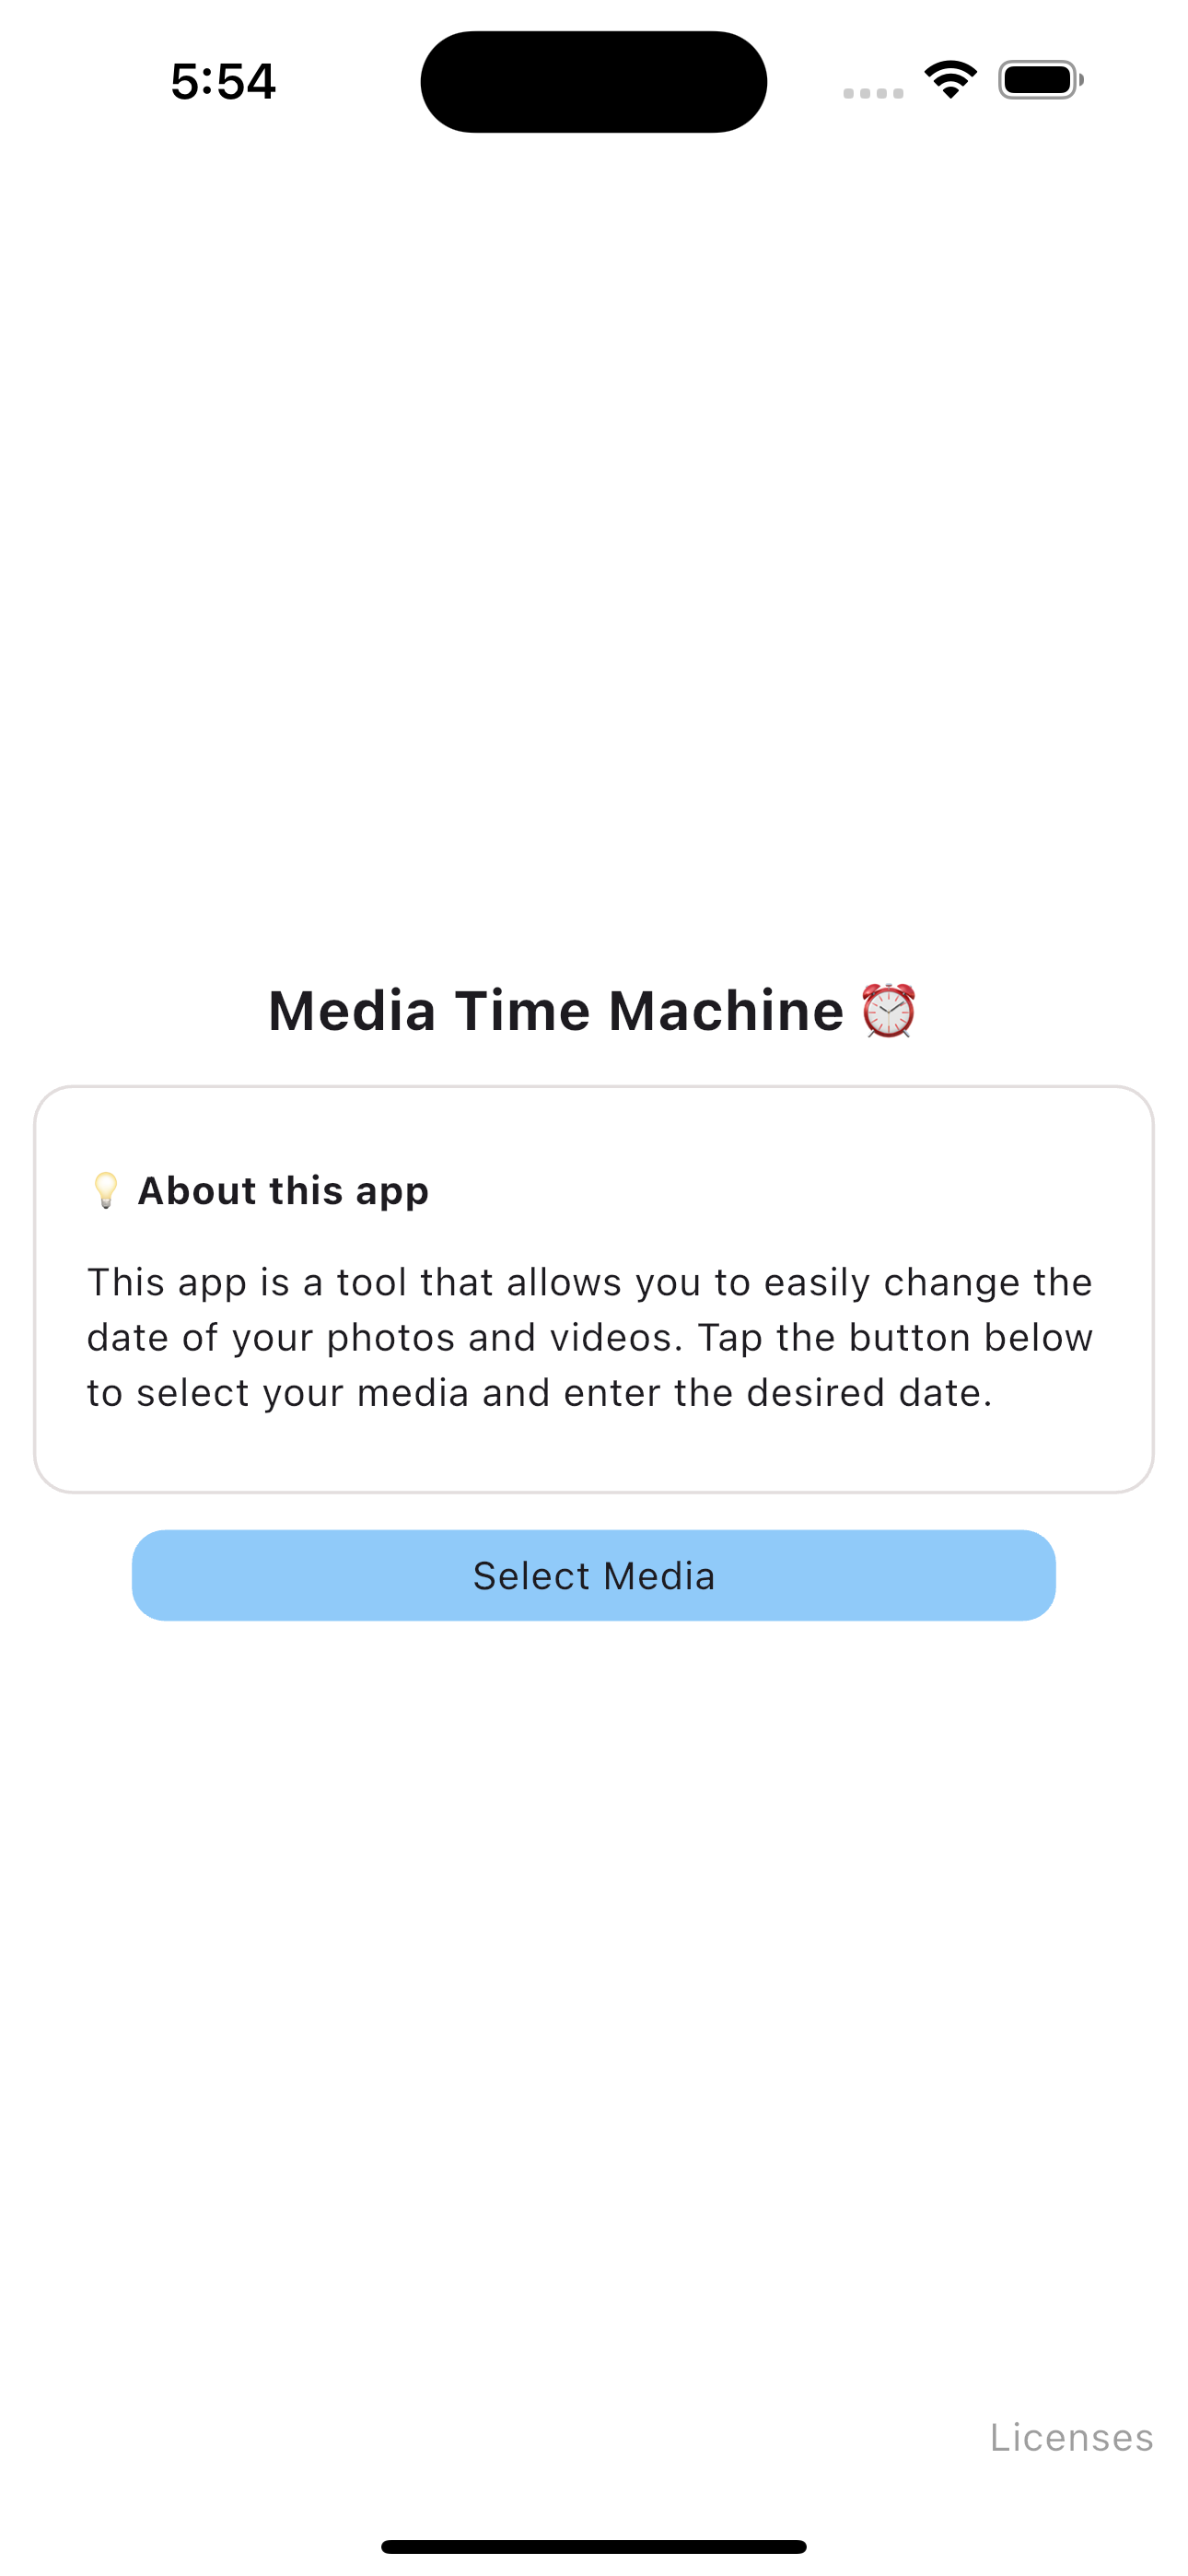 5:54
Media Time Machine ⏰
💡 About this app
This app is a tool that allows you to easily change the
date of your photos and videos. Tap the button below
to select your media and enter the desired date.
Select Media
Licenses